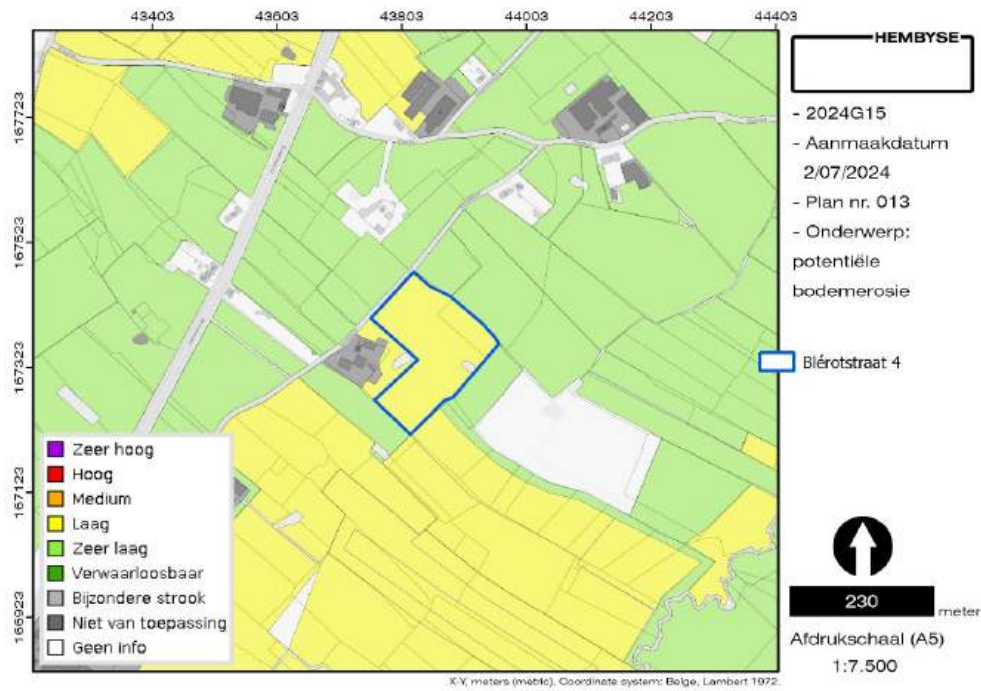 43403 43603 43803 44003 44203 44403
167723
167523
167323
167123
166923
HEMBYSE
- 2024G15
- Aanmaakdatum
2/07/2024
- Plan nr. 013
- Onderwerp:
potentiële
bodemerosie
Blérotstraat 4
Zeer hoog
Hoog
Medium
Laag
Zeer laag
Verwaarloosbaar
Bijzondere strook
Niet van toepassing
Geen info
230 meter
Afdrukschaal (A5)
1:7.500
X-Y, meters (metric). Coordinate system: Belge, Lambert 1972.